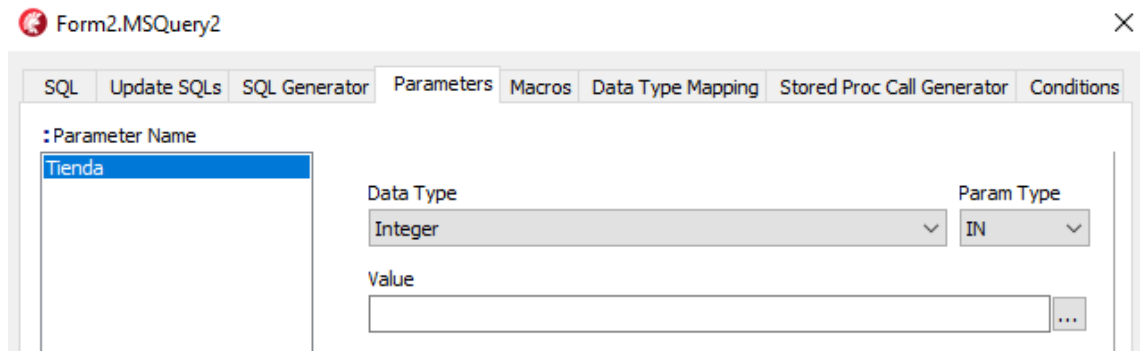 Form2.MSQuery2
SQL Update SQLs SQL Generator Parameters Macros Data Type Mapping Stored Proc Call Generator Conditions
:Parameter Name
Tienda
Data Type Param Type
Integer IN
Value
...